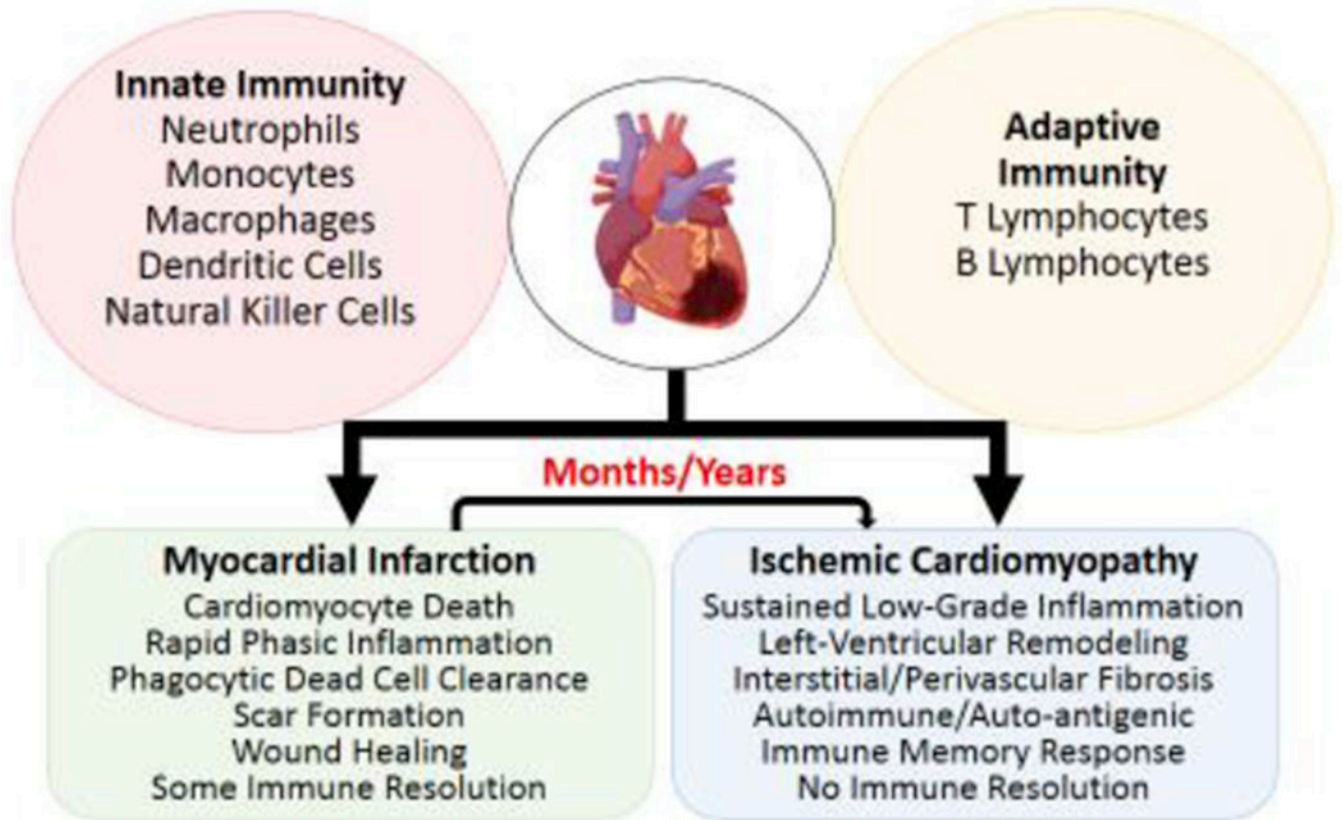 Innate Immunity
Neutrophils
Monocytes
Macrophages
Dendritic Cells
Natural Killer Cells
Adaptive
Immunity
T Lymphocytes
B Lymphocytes
Months/Years
Myocardial Infarction
Cardiomyocyte Death
Rapid Phasic Inflammation
Phagocytic Dead Cell Clearance
Scar Formation
Wound Healing
Some Immune Resolution
Ischemic Cardiomyopathy
Sustained Low-Grade Inflammation
Left-Ventricular Remodeling
Interstitial/Perivascular Fibrosis
Autoimmune/Auto-antigenic
Immune Memory Response
No Immune Resolution